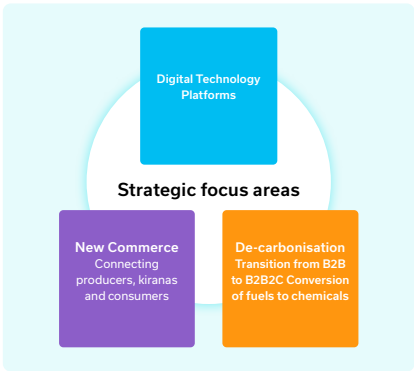 Digital Technology
Platforms
Strategic focus areas
New Commerce
Connecting
producers, kiranas
and consumers
De-carbonisation
Transition from B2B
to B2B2C Conversion
of fuels to chemicals